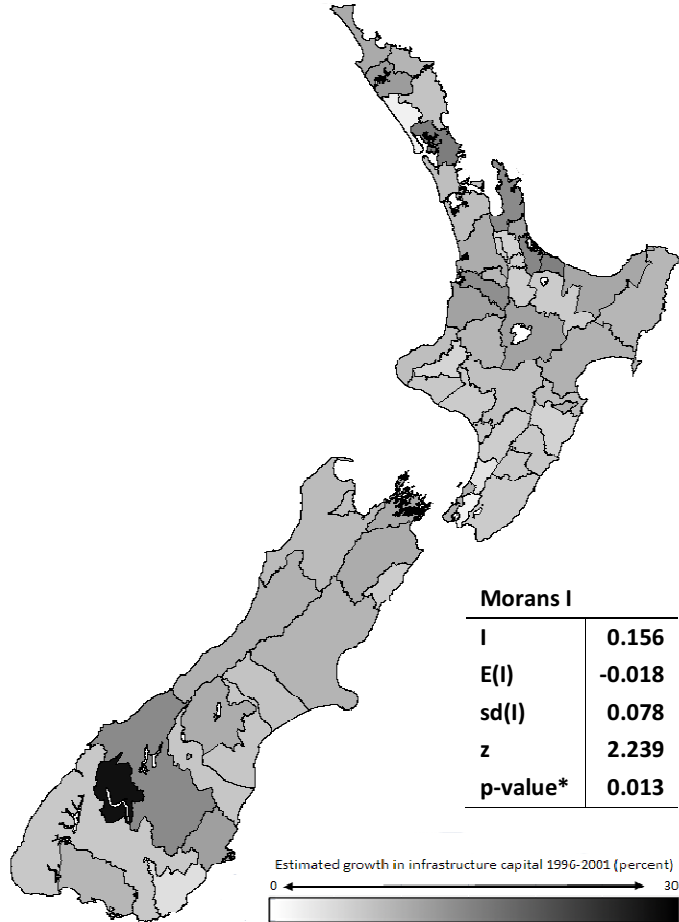 Morans I
I 0.156
E(I) -0.018
sd(I) 0.078
z 2.239
p-value* 0.013
Estimated growth in infrastructure capital 1996-2001 (percent)
0 30